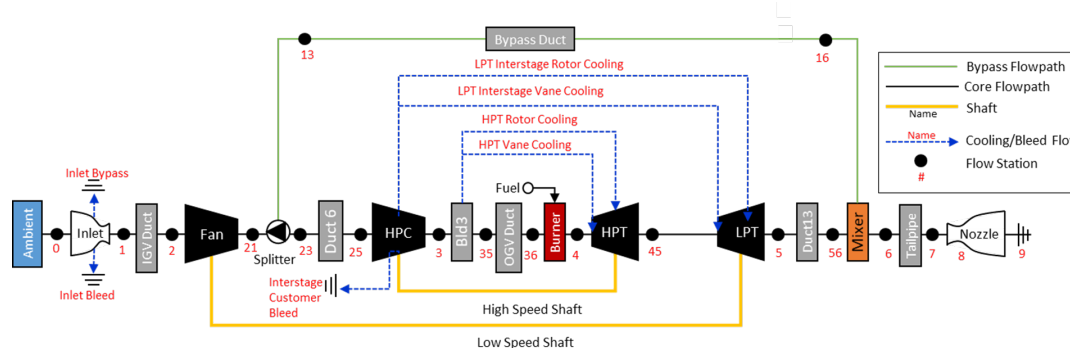 Bypass Duct
13
16
LPT Interstage Rotor Cooling
LPT Interstage Vane Cooling
HPT Rotor Cooling
HPT Vane Cooling
Bypass Flowpath
Core Flowpath
Shaft
Name
Name
Cooling/Bleed Flo
Flow Station
#
Inlet Bypass
Fuel
Ambient
0
Inlet
1
IGV Duct
2
Fan
21
Splitter
23
Duct 6
25
HPC
3
Bld3
35
OGV Duct
36
Burner
4
HPT
45
LPT
5
Duct13
56
Mixer
6
Tailpipe
7
Nozzle
8
9
Inlet Bleed
Interstage
Customer
Bleed
High Speed Shaft
Low Speed Shaft